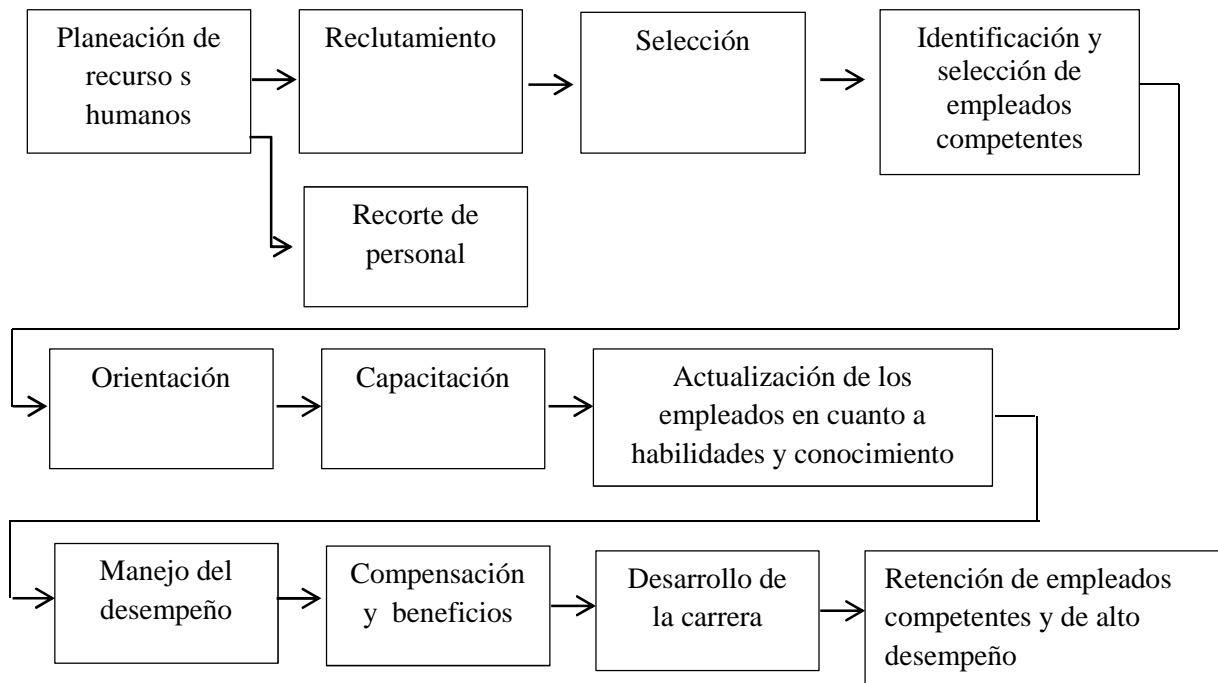 Planeación de
recurso s
humanos
Reclutamiento
Selección
Identificación y
selección de
empleados
competentes
Recorte de
personal
Orientación
Capacitación
Actualización de los
empleados en cuanto a
habilidades y conocimiento
Manejo del
desempeño
Compensación
y beneficios
Desarrollo de
la carrera
Retención de empleados
competentes y de alto
desempeño